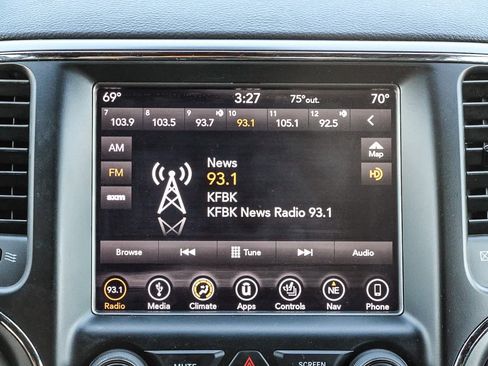 69° 3:27 75°out. 70°
7 8 9 10 11 12
103.9 103.5 93.7 93.1 105.1 92.5
AM
News
Map
FM
93.1
KFBK
sxm
KFBK News Radio 93.1
Browse Tune Audio
93.1 NE
Radio Media Climate Apps Controls Nav Phone
MUTE SCREEN